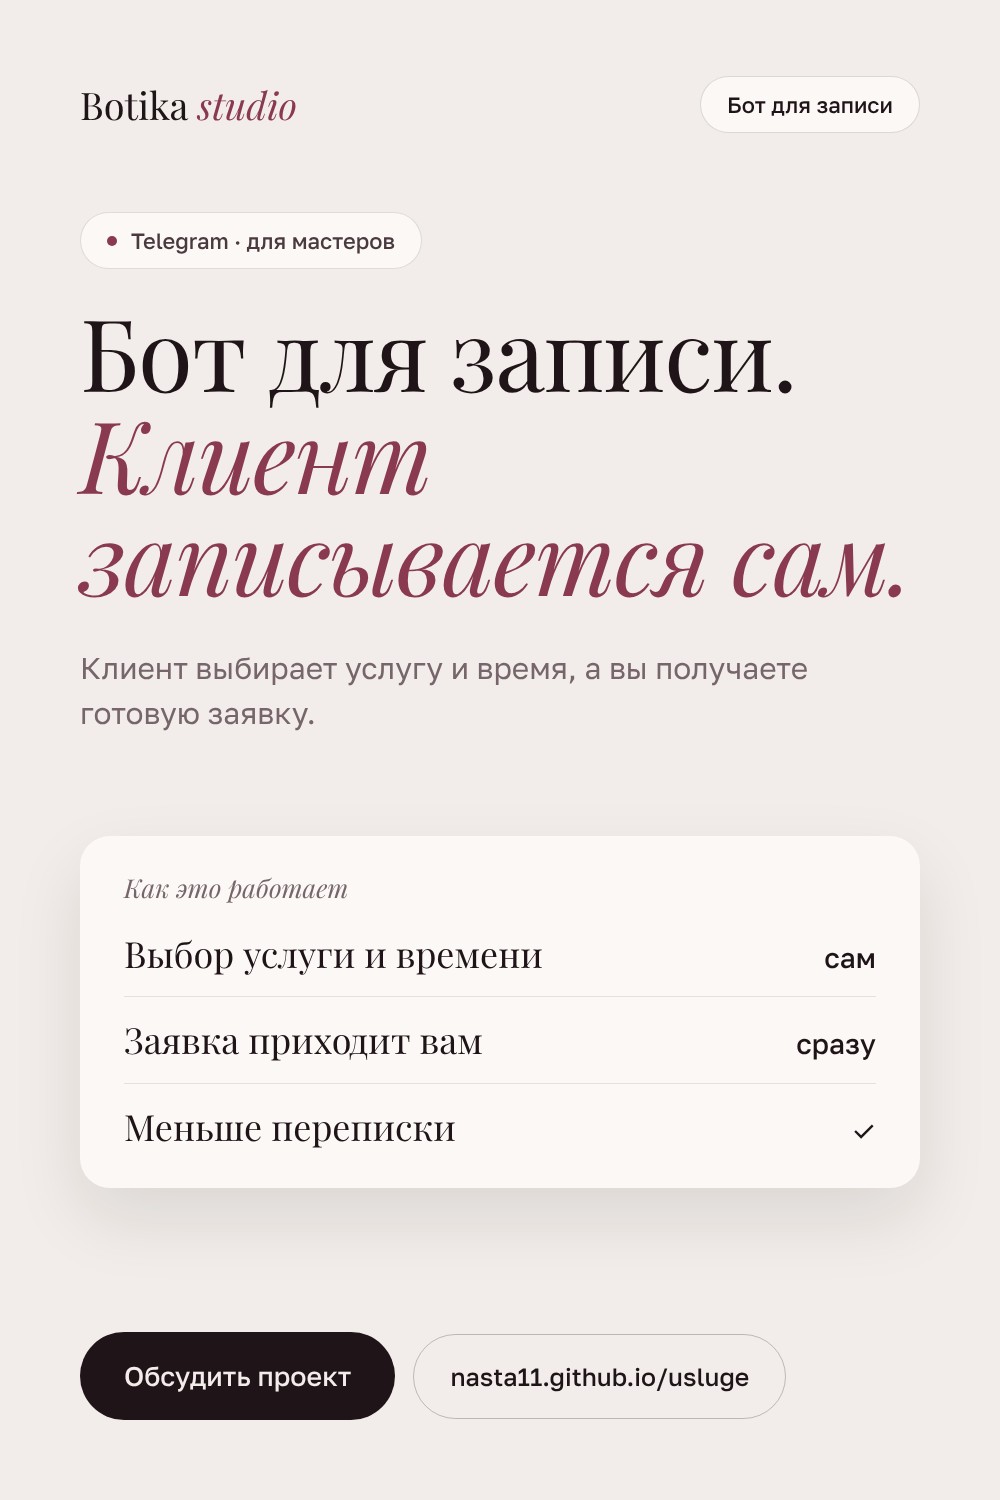 Botika studio
Бот для записи
Telegram · для мастеров
Бот для записи.
Клиент
записывается сам.
Клиент выбирает услугу и время, а вы получаете
готовую заявку.
Как это работает
Выбор услуги и времени сам
Заявка приходит вам сразу
Меньше переписки ✓
Обсудить проект
nasta11.github.io/usluge